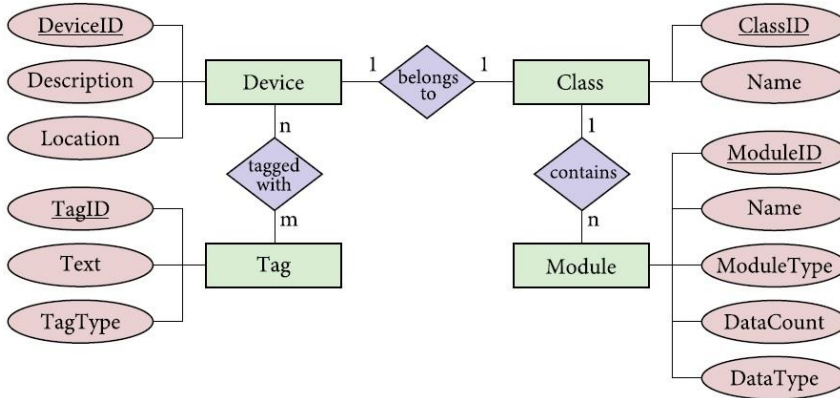 DeviceID
Description
Location
Device
1
belongs
to
1
Class
ClassID
Name
n
tagged
with
m
1
contains
n
TagID
Text
TagType
Tag
Module
ModuleID
Name
ModuleType
DataCount
DataType